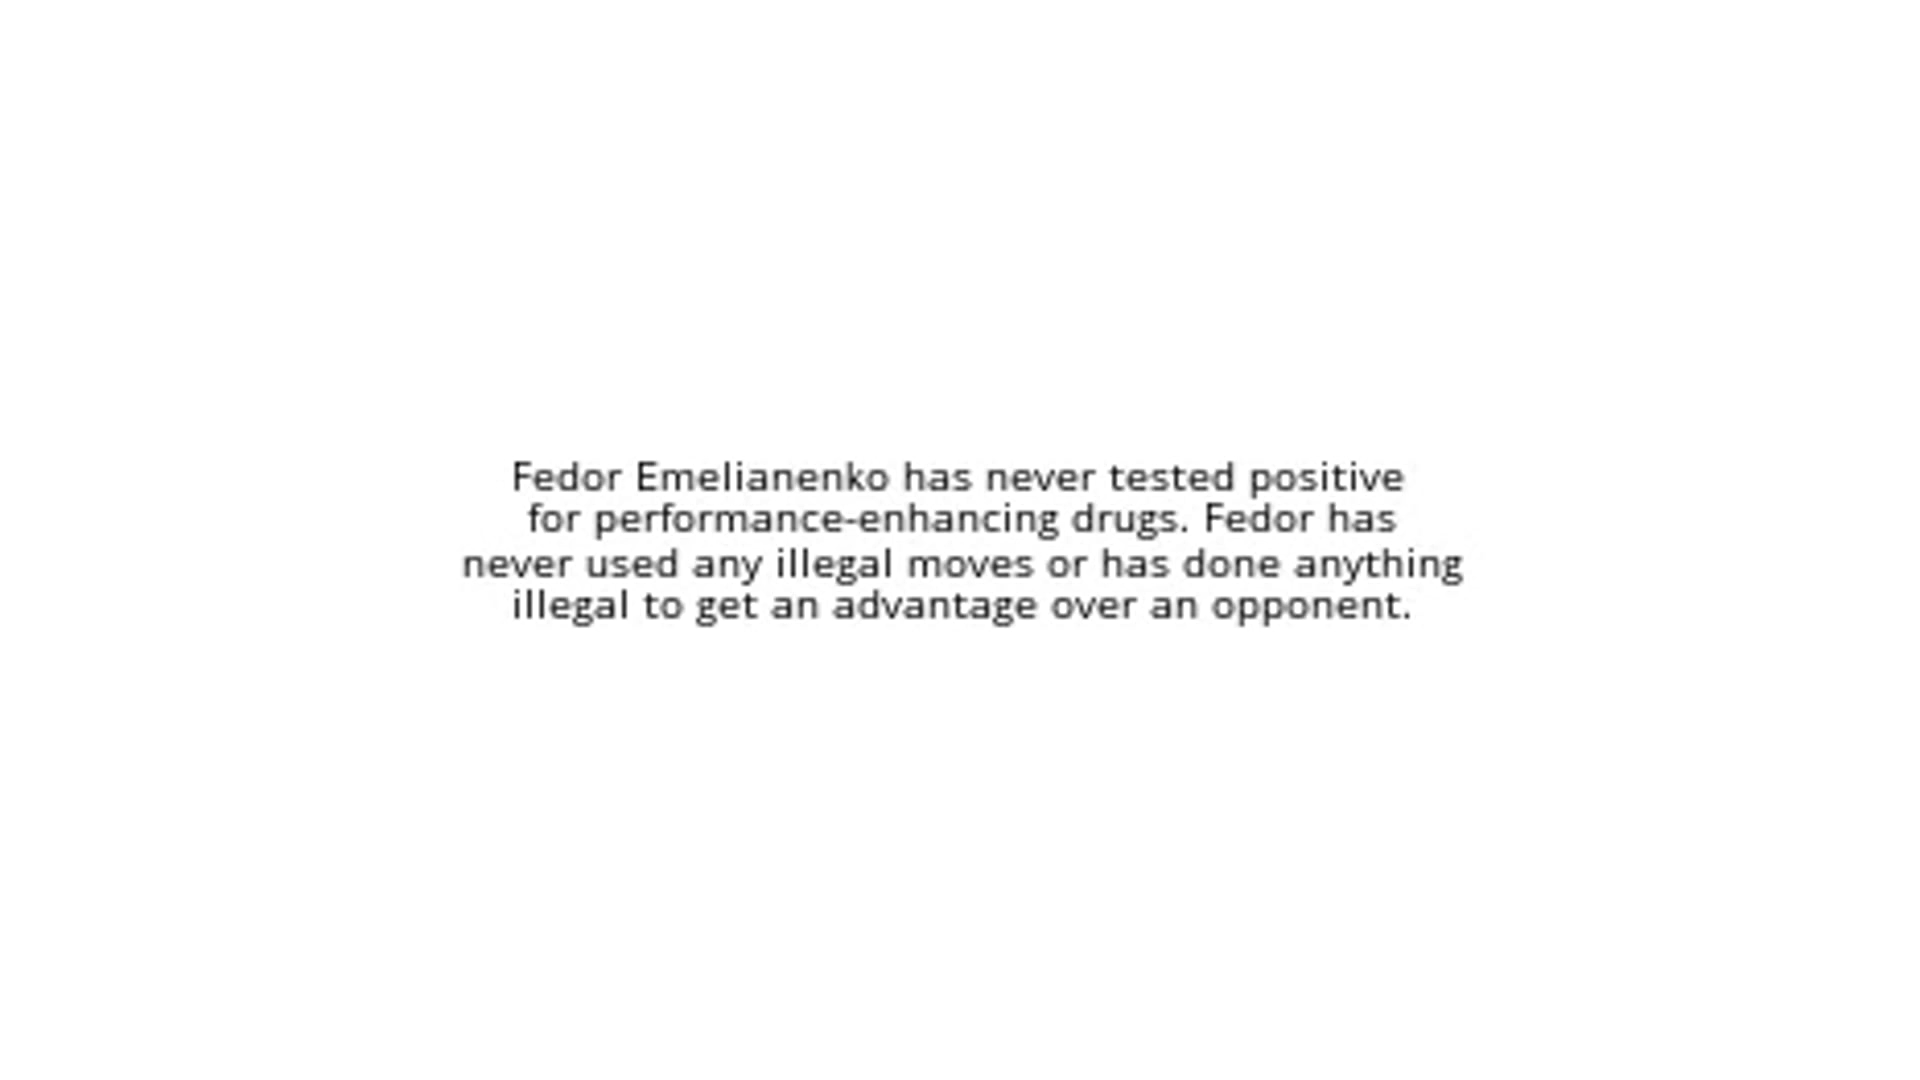 Fedor Emelianenko has never tested positive
for performance-enhancing drugs. Fedor has
never used any illegal moves or has done anything
illegal to get an advantage over an opponent.